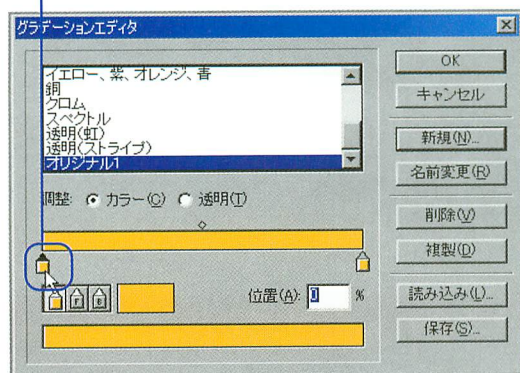 グラデーションエディタ
イエロー、紫、オレンジ、青
銅
クロム
スペクトル
透明(虹)
透明(ストライプ)
オリジナル1
調整: カラー(C) 透明(T)
位置(A): 0 %
OK
キャンセル
新規(N)...
名前変更(R)
削除(V)
複製(D)
読み込み(L)...
保存(S)...